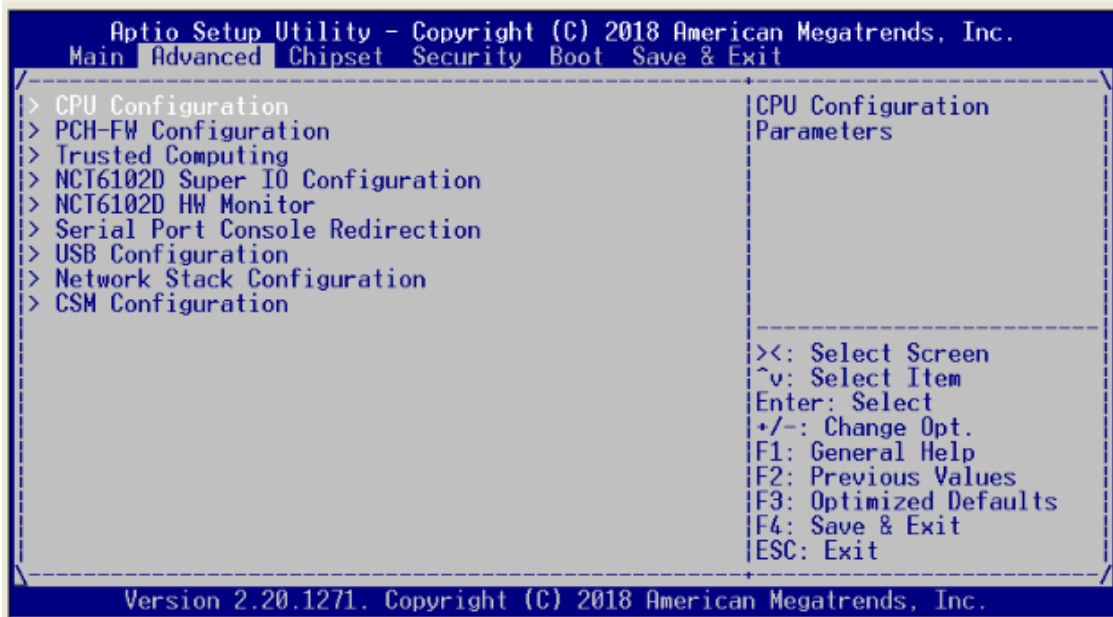 Aptio Setup Utility – Copyright (C) 2018 American Megatrends, Inc.
Main Advanced Chipset Security Boot Save & Exit
> CPU Configuration
> PCH-FW Configuration
> Trusted Computing
> NCT6102D Super IO Configuration
> NCT6102D HW Monitor
> Serial Port Console Redirection
> USB Configuration
> Network Stack Configuration
> CSM Configuration
CPU Configuration
Parameters
><: Select Screen
^v: Select Item
Enter: Select
+/-: Change Opt.
F1: General Help
F2: Previous Values
F3: Optimized Defaults
F4: Save & Exit
ESC: Exit
Version 2.20.1271. Copyright (C) 2018 American Megatrends, Inc.